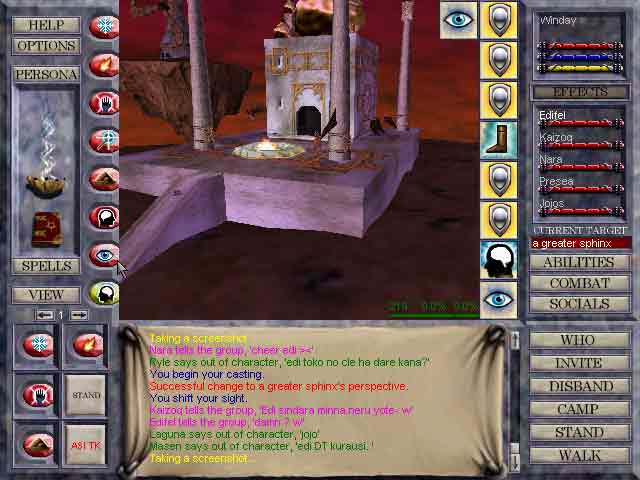 HELP
OPTIONS
PERSONA
SPELLS
VIEW
1
STAND
ASI TK
Winday
EFFECTS
Edifel
Kaizoq
Nara
Presea
Jojos
CURRENT TARGET
a greater sphinx
ABILITIES
COMBAT
SOCIALS
WHO
INVITE
DISBAND
CAMP
STAND
WALK
Taking a screenshot
Nara tells the group, 'cheer edi ><'
Ryle says out of character, 'edi toko no cle ha dare kana?'
You begin your casting.
Successful change to a greater sphinx's perspective.
You shift your sight.
Kaizoq tells the group, 'Edi sindara minna neru yote- w'
Edifel tells the group, 'damn ? w'
Laguna says out of character, 'jojo'
Masen says out of character, 'edi DT kurausi. '
Taking a screenshot...